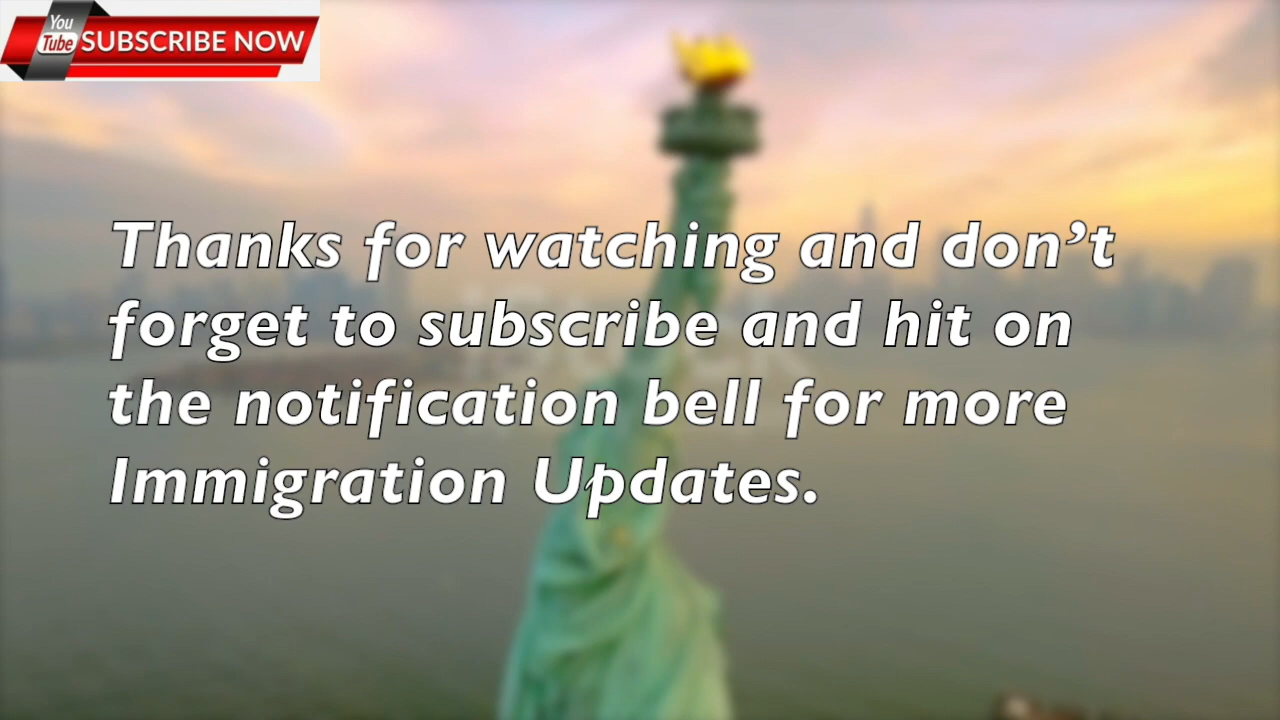 You
Tube
SUBSCRIBE NOW
Thanks for watching and don’t
forget to subscribe and hit on
the notification bell for more
Immigration Updates.